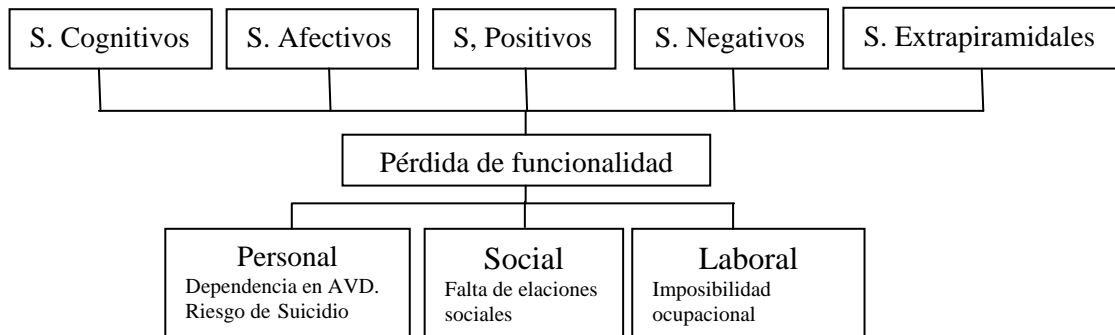 S. Cognitivos
S. Afectivos
S, Positivos
S. Negativos
S. Extrapiramidales
Pérdida de funcionalidad
Personal
Dependencia en AVD.
Riesgo de Suicidio
Social
Falta de elaciones
sociales
Laboral
Imposibilidad
ocupacional